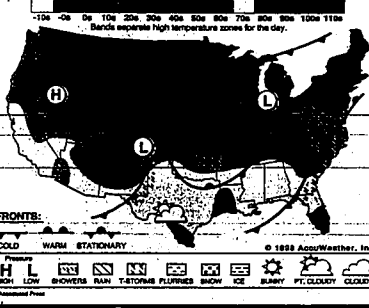 -10s -0s 0s 10s 20s 30s 40s 50s 60s 70s 80s 90s 100s 110s
Bands separate high temperature zones for the day.
H
L
L
FRONTS:
COLD WARM STATIONARY
© 1998 AccuWeather, Inc
Pressure
H L
HIGH LOW SHOWERS RAIN T-STORMS FLURRIES SNOW ICE SUNNY PT. CLOUDY CLOUDY
Associated Press